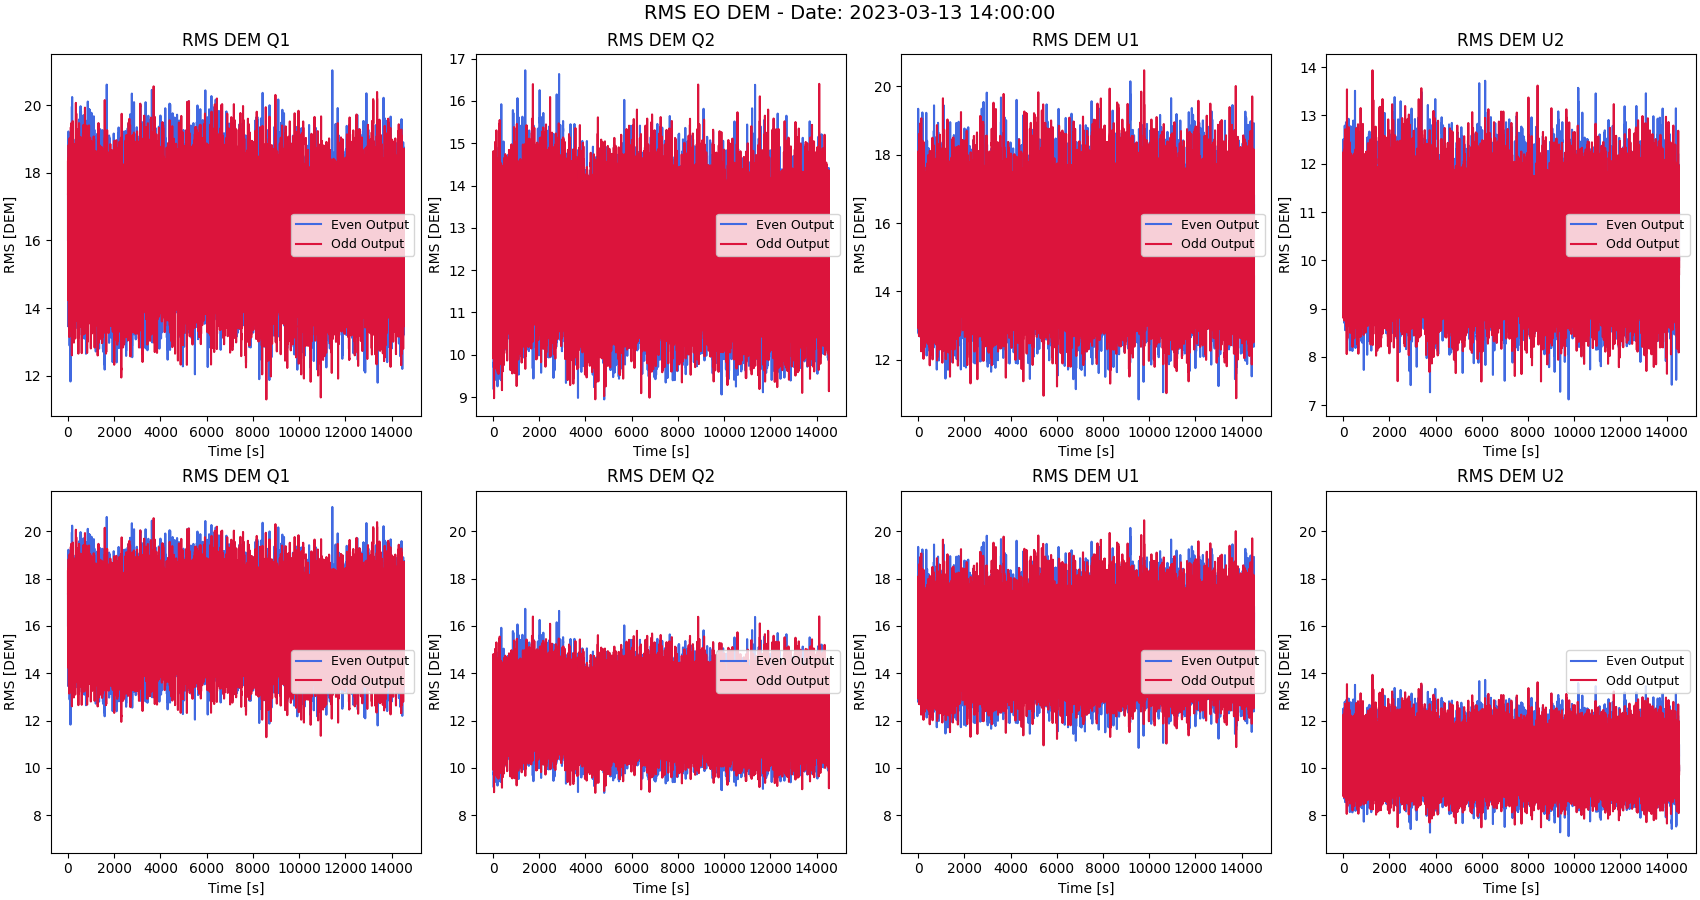 RMS EO DEM - Date: 2023-03-13 14:00:00
RMS DEM Q1
RMS [DEM]
20
18
16
14
12
Even Output
Odd Output
0 2000 4000 6000 8000 10000 12000 14000
Time [s]
RMS DEM Q2
RMS [DEM]
17
16
15
14
13
12
11
10
9
Even Output
Odd Output
0 2000 4000 6000 8000 10000 12000 14000
Time [s]
RMS DEM U1
RMS [DEM]
20
18
16
14
12
Even Output
Odd Output
0 2000 4000 6000 8000 10000 12000 14000
Time [s]
RMS DEM U2
RMS [DEM]
14
13
12
11
10
9
8
7
Even Output
Odd Output
0 2000 4000 6000 8000 10000 12000 14000
Time [s]
RMS DEM Q1
RMS [DEM]
20
18
16
14
12
10
8
Even Output
Odd Output
0 2000 4000 6000 8000 10000 12000 14000
Time [s]
RMS DEM Q2
RMS [DEM]
20
18
16
14
12
10
8
Even Output
Odd Output
0 2000 4000 6000 8000 10000 12000 14000
Time [s]
RMS DEM U1
RMS [DEM]
20
18
16
14
12
10
8
Even Output
Odd Output
0 2000 4000 6000 8000 10000 12000 14000
Time [s]
RMS DEM U2
RMS [DEM]
20
18
16
14
12
10
8
Even Output
Odd Output
0 2000 4000 6000 8000 10000 12000 14000
Time [s]